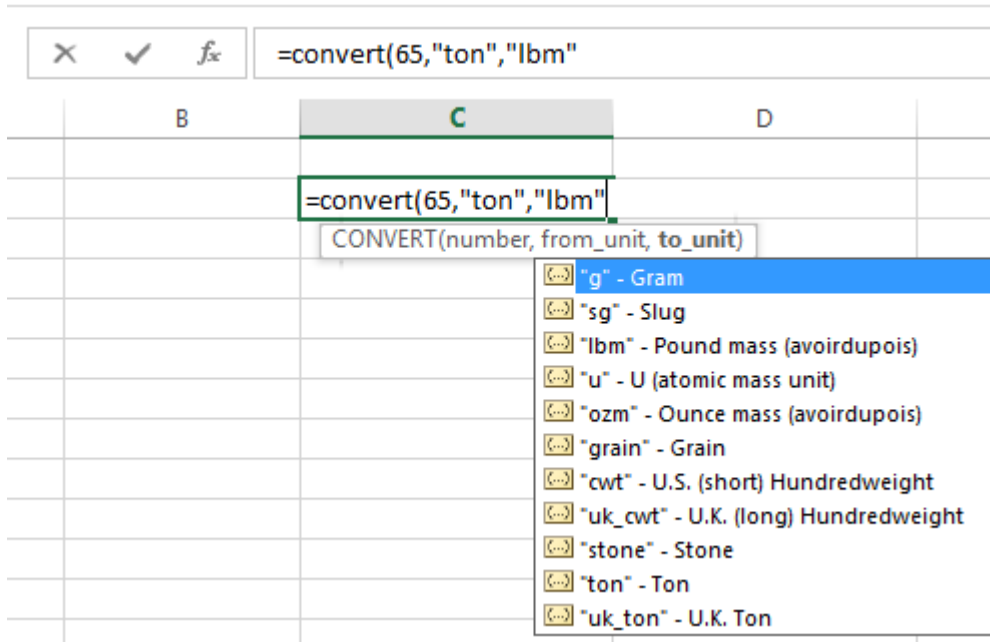 fx =convert(65,"ton","lbm"
B C D
=convert(65,"ton","lbm"
CONVERT(number, from_unit, to_unit)
(...) "g" - Gram
(...) "sg" - Slug
(...) "lbm" - Pound mass (avoirdupois)
(...) "u" - U (atomic mass unit)
(...) "ozm" - Ounce mass (avoirdupois)
(...) "grain" - Grain
(...) "cwt" - U.S. (short) Hundredweight
(...) "uk_cwt" - U.K. (long) Hundredweight
(...) "stone" - Stone
(...) "ton" - Ton
(...) "uk_ton" - U.K. Ton